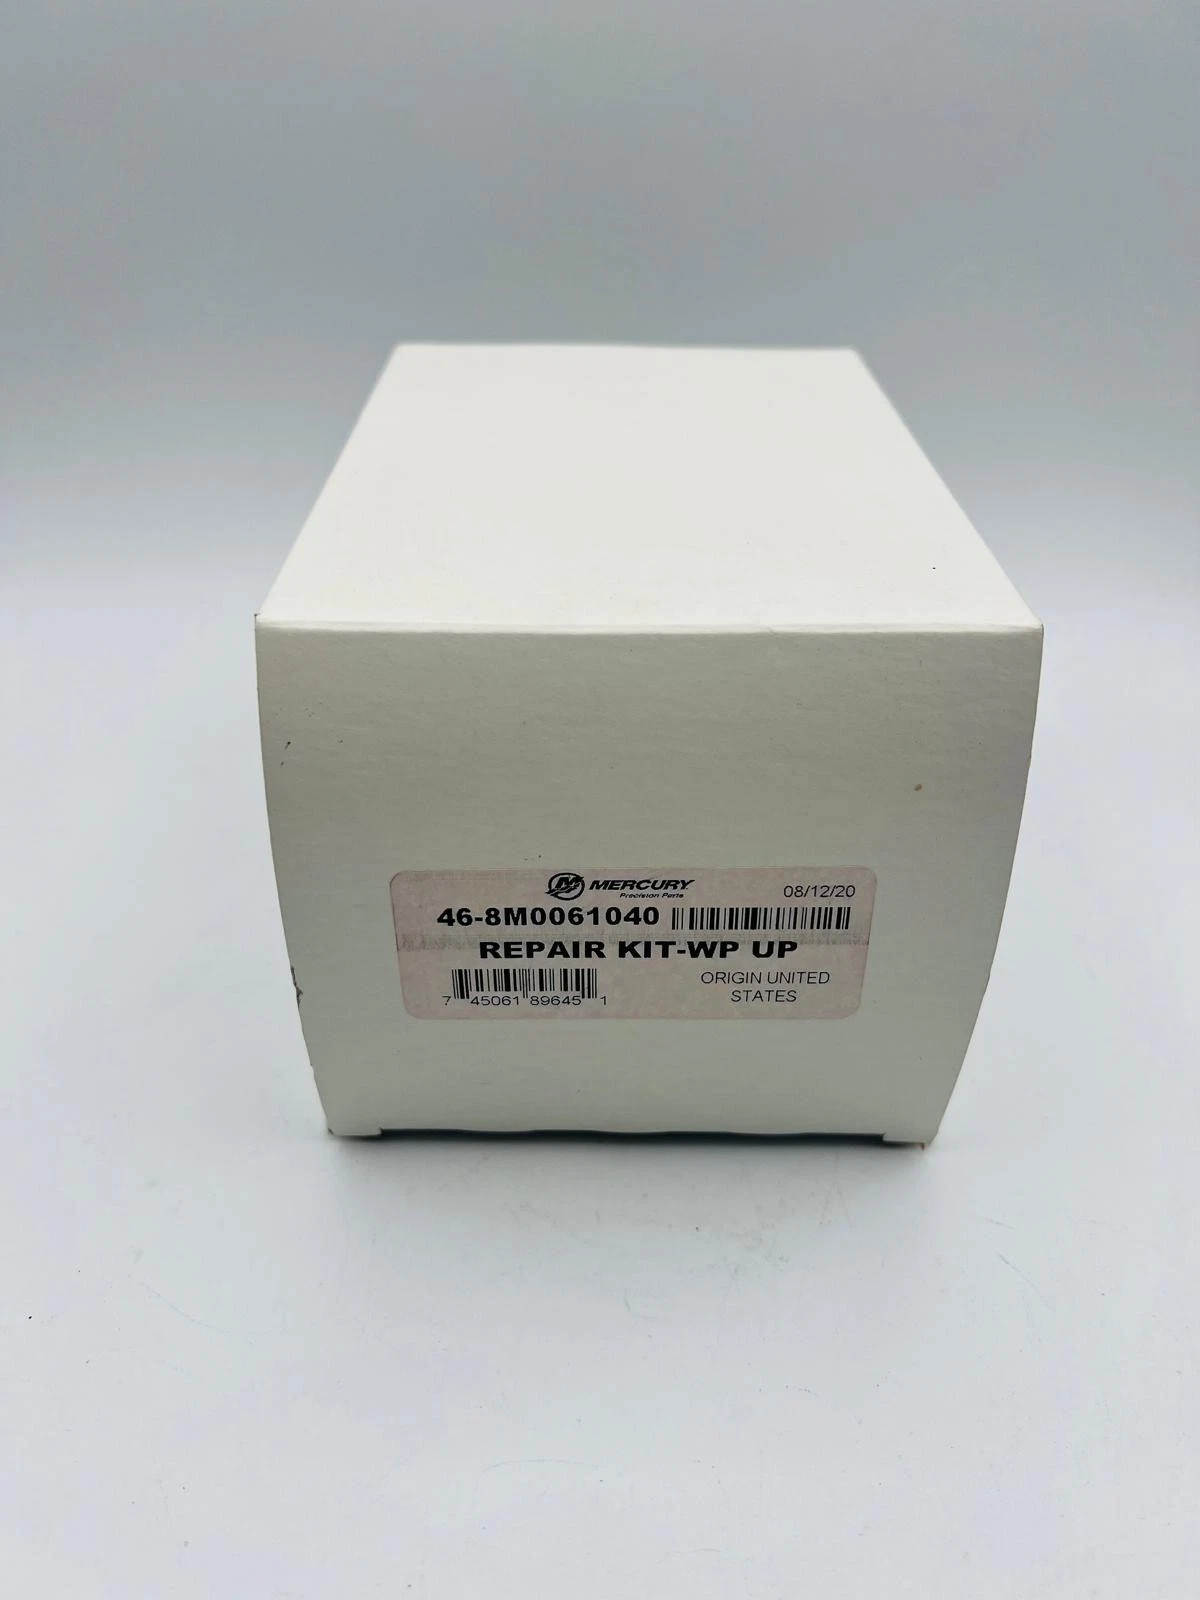 MERCURY
Precision Parts
08/12/20
46-8M0061040
REPAIR KIT-WP UP
7 45061 89645 1
ORIGIN UNITED
STATES